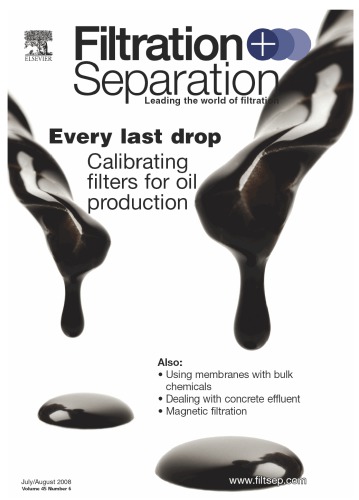 ELSEVIER
Filtration+
Separation
Leading the world of filtration
Every last drop
Calibrating
filters for oil
production
Also:
• Using membranes with bulk
chemicals
• Dealing with concrete effluent
• Magnetic filtration
July/August 2008
Volume 45 Number 6
www.filtsep.com